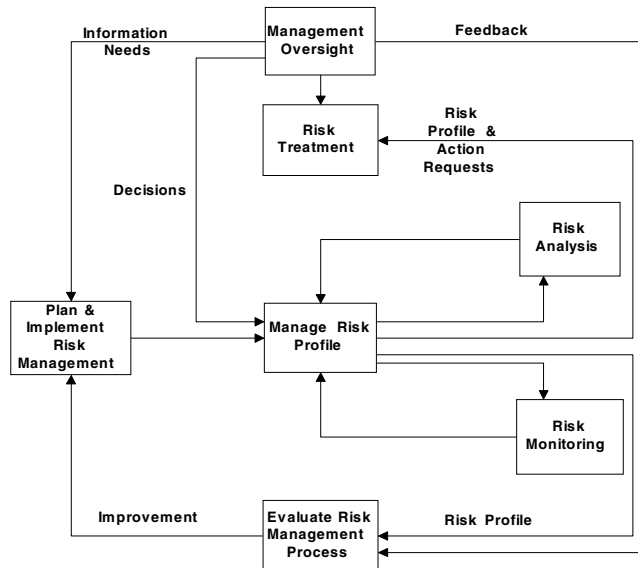 Management
Oversight
Feedback
Information
Needs
Risk
Treatment
Risk
Profile &
Action
Requests
Decisions
Risk
Analysis
Plan &
Implement
Risk
Management
Manage Risk
Profile
Risk
Monitoring
Improvement
Evaluate Risk
Management
Process
Risk Profile